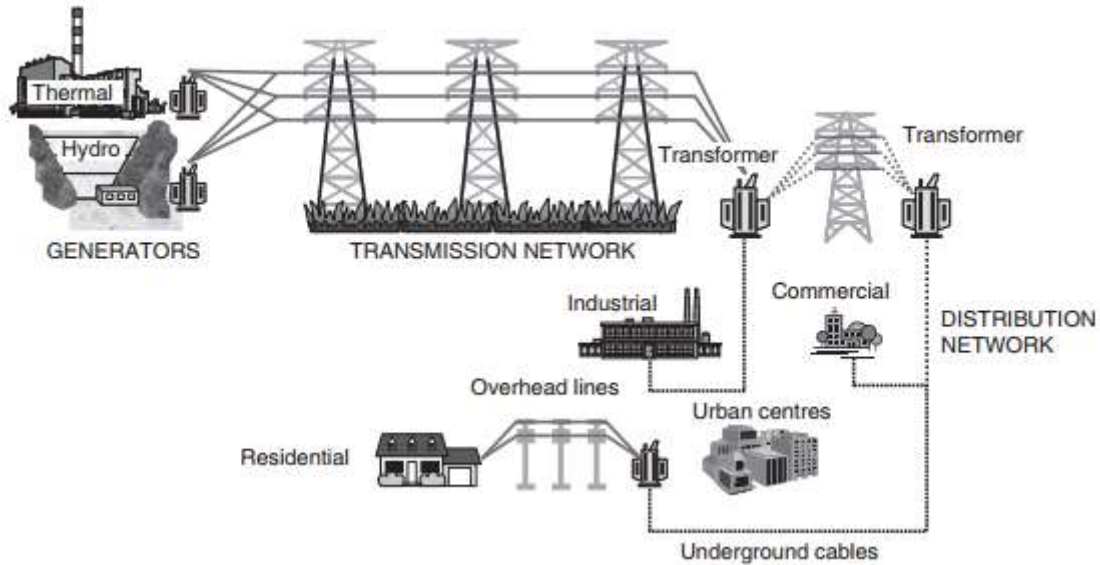 Thermal
Hydro
GENERATORS
TRANSMISSION NETWORK
Transformer
Transformer
Industrial
Commercial
DISTRIBUTION
NETWORK
Overhead lines
Urban centres
Residential
Underground cables